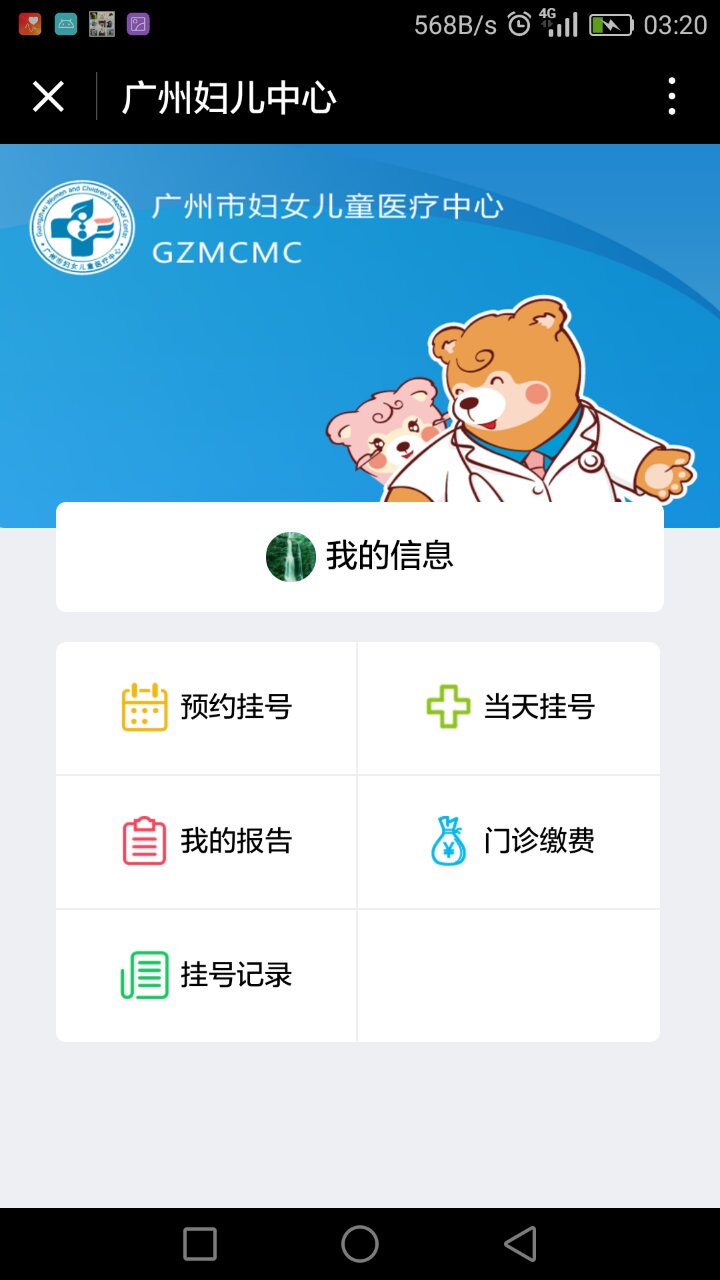 568B/s 4G 03:20
广州妇儿中心
广州市妇女儿童医疗中心
GZMCMC
Guangzhou Women and Children's Medical Center
广州市妇女儿童医疗中心
我的信息
预约挂号 当天挂号
我的报告 门诊缴费
挂号记录